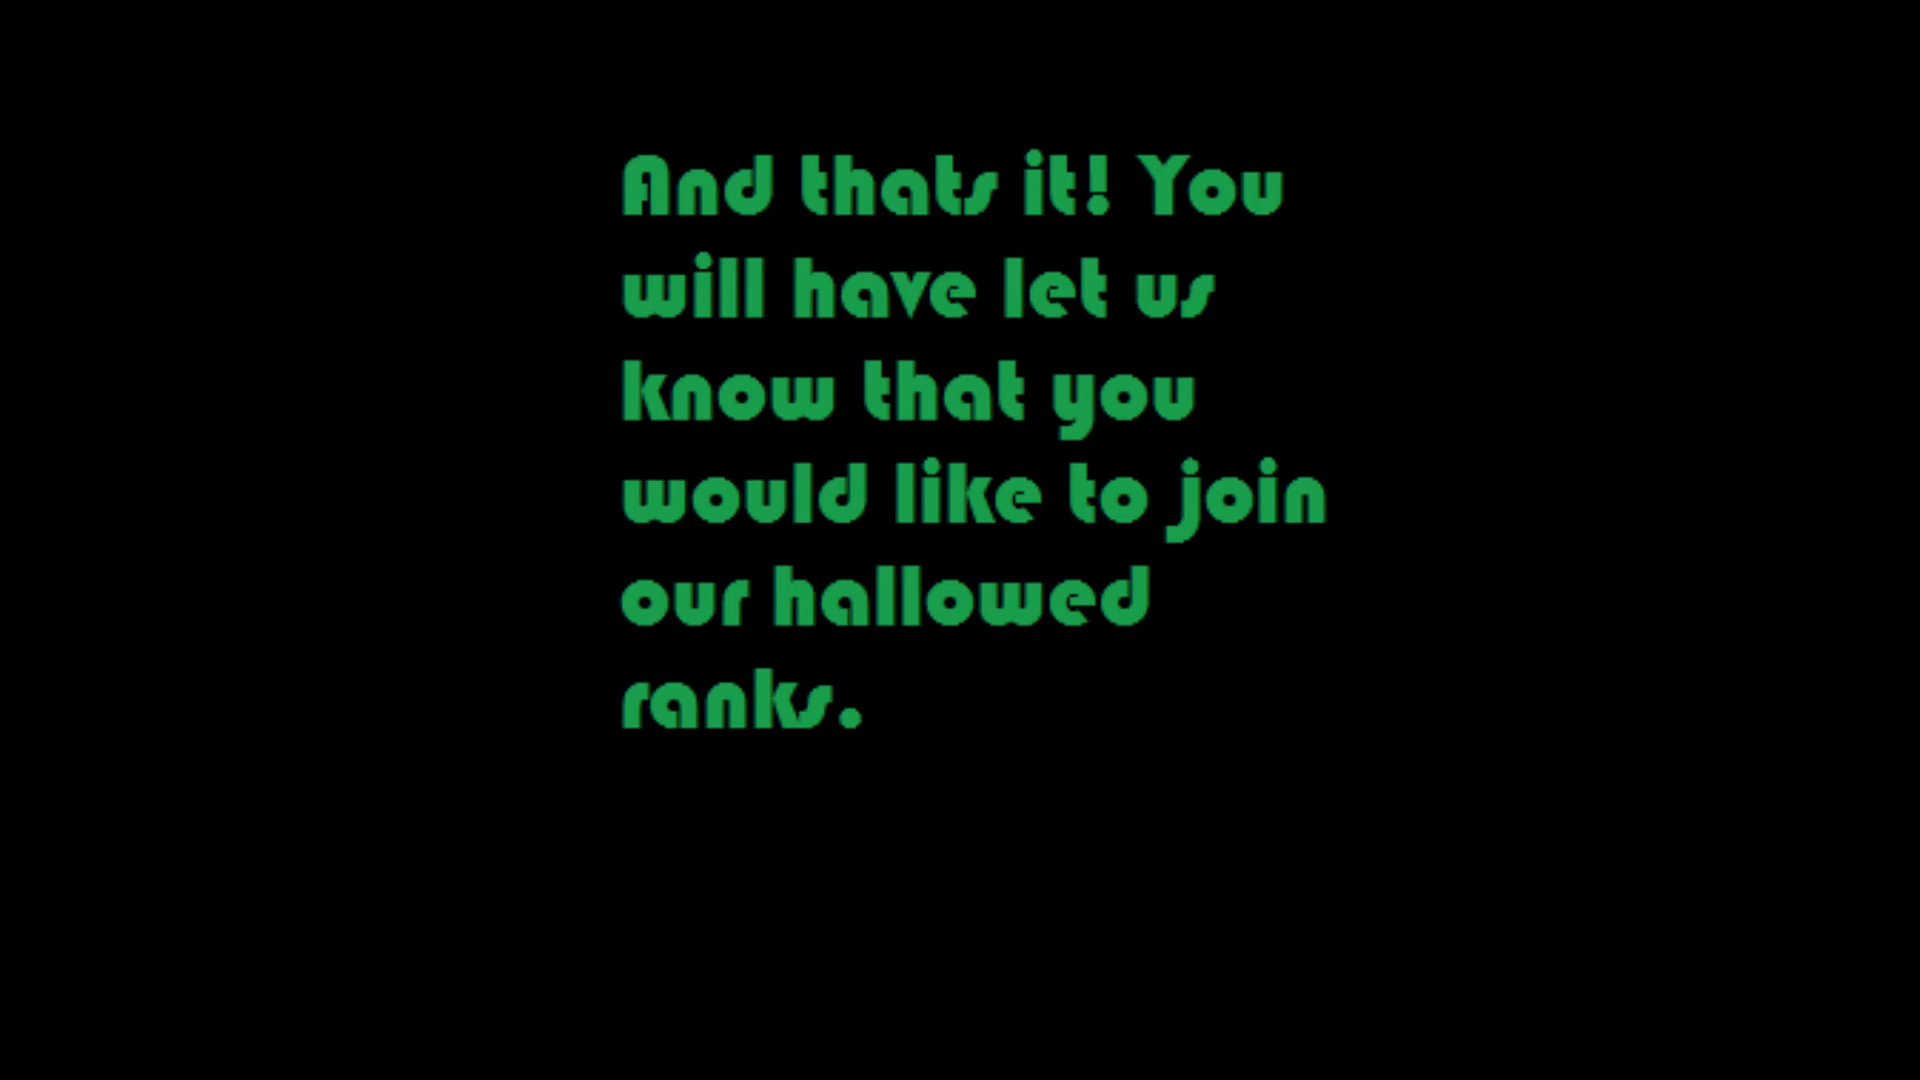 And thats it! You
will have let us
know that you
would like to join
our hallowed
ranks.